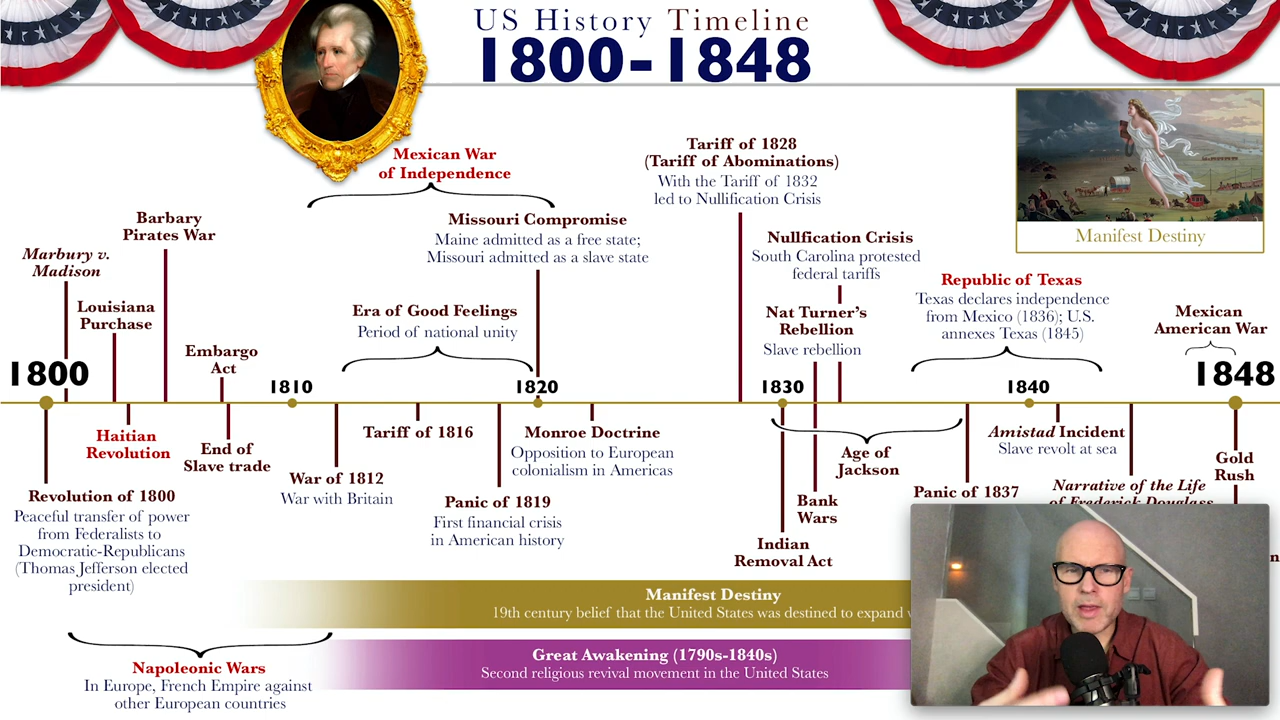 US History Timeline
1800-1848
Mexican War
of Independence
Tariff of 1828
(Tariff of Abominations)
With the Tariff of 1832
led to Nullification Crisis
Manifest Destiny
Barbary
Pirates War
Missouri Compromise
Maine admitted as a free state;
Missouri admitted as a slave state
Nullfication Crisis
South Carolina protested
federal tariffs
Marbury v.
Madison
Republic of Texas
Texas declares independence
from Mexico (1836); U.S.
annexes Texas (1845)
Louisiana
Purchase
Era of Good Feelings
Period of national unity
Nat Turner's
Rebellion
Slave rebellion
Mexican
American War
Embargo
Act
1800
1810
1820
1830
1840
1848
Haitian
Revolution
End of
Slave trade
Tariff of 1816
Monroe Doctrine
Opposition to European
colonialism in Americas
Age of
Jackson
Amistad Incident
Slave revolt at sea
Gold
Rush
War of 1812
War with Britain
Revolution of 1800
Peaceful transfer of power
from Federalists to
Democratic-Republicans
(Thomas Jefferson elected
president)
Panic of 1819
First financial crisis
in American history
Bank
Wars
Panic of 1837
Narrative of the Life
of Frederick Douglass
Indian
Removal Act
Manifest Destiny
19th century belief that the United States was destined to expand
Great Awakening (1790s-1840s)
Second religious revival movement in the United States
Napoleonic Wars
In Europe, French Empire against
other European countries